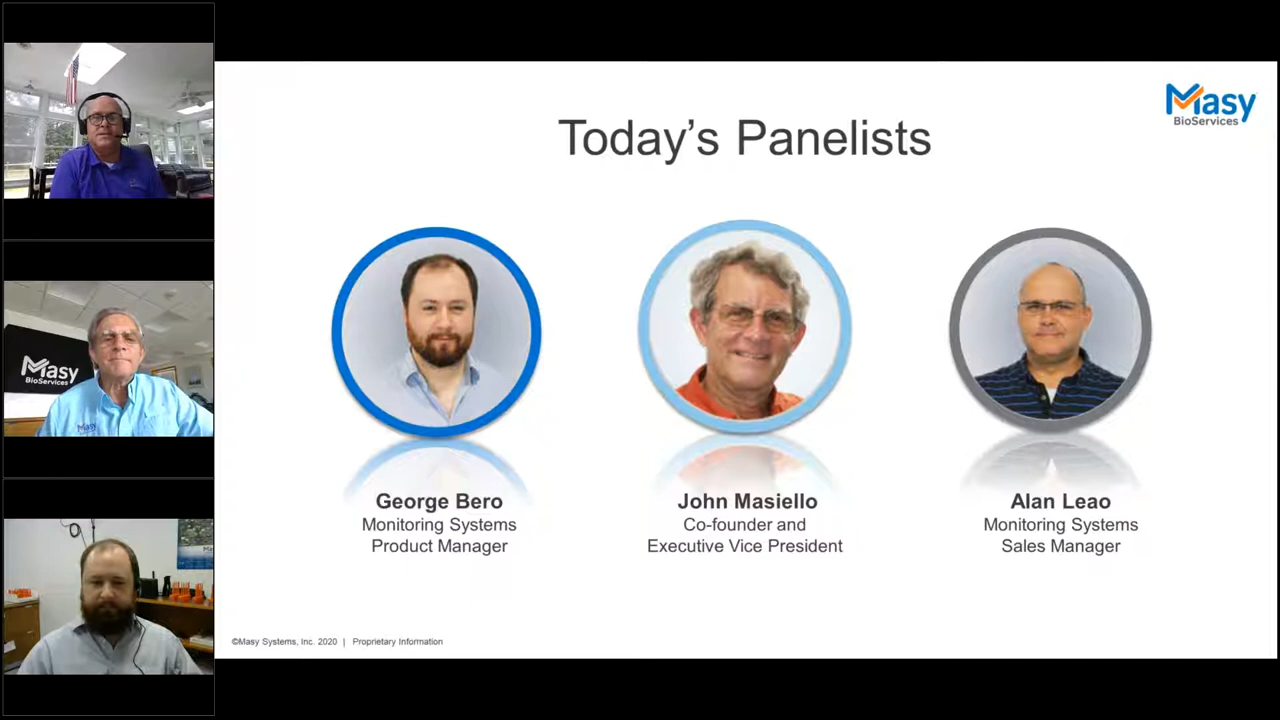 Today's Panelists
Masy
BioServices
George Bero
Monitoring Systems
Product Manager
John Masiello
Co-founder and
Executive Vice President
Alan Leao
Monitoring Systems
Sales Manager
©Masy Systems, Inc. 2020 | Proprietary Information
Masy
BioServices
Masy